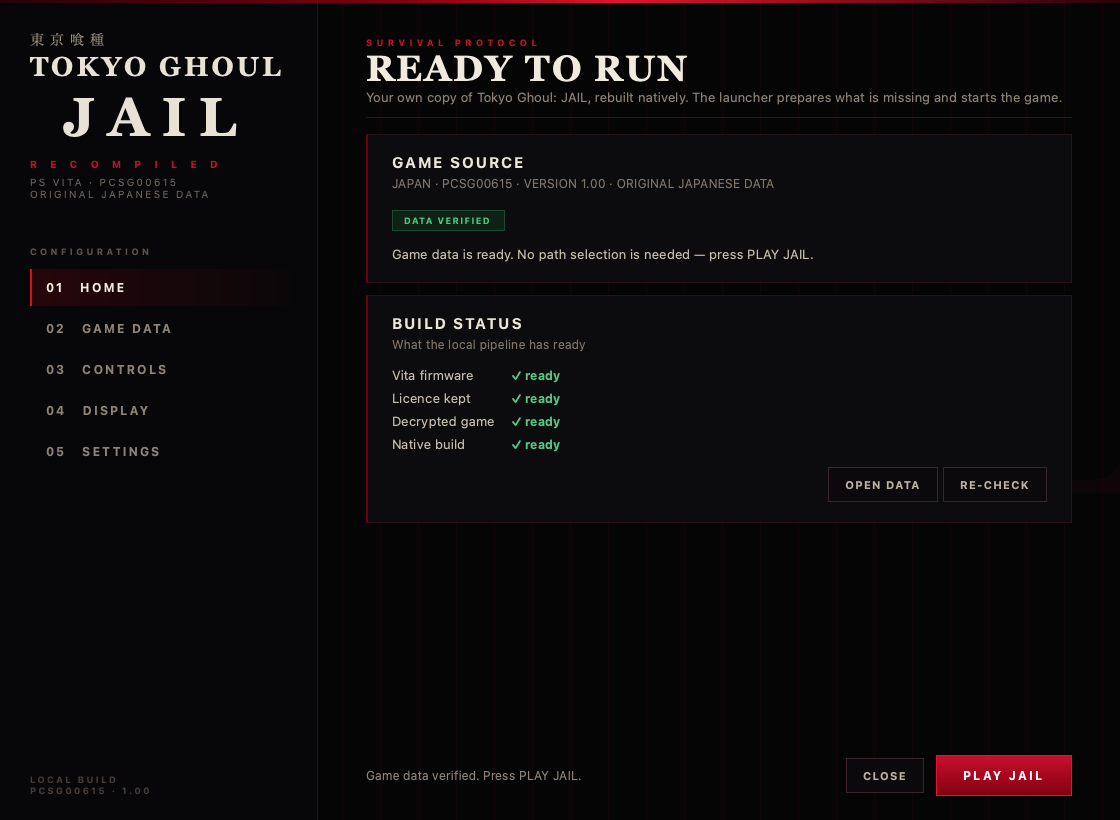 東京喰種
TOKYO GHOUL
JAIL
RECOMPILED
PS VITA · PCSG00615
ORIGINAL JAPANESE DATA
CONFIGURATION
01 HOME
02 GAME DATA
03 CONTROLS
04 DISPLAY
05 SETTINGS
LOCAL BUILD
PCSG00615 · 1.00
SURVIVAL PROTOCOL
READY TO RUN
Your own copy of Tokyo Ghoul: JAIL, rebuilt natively. The launcher prepares what is missing and starts the game.
GAME SOURCE
JAPAN · PCSG00615 · VERSION 1.00 · ORIGINAL JAPANESE DATA
DATA VERIFIED
Game data is ready. No path selection is needed — press PLAY JAIL.
BUILD STATUS
What the local pipeline has ready
Vita firmware ✓ ready
Licence kept ✓ ready
Decrypted game ✓ ready
Native build ✓ ready
OPEN DATA RE-CHECK
Game data verified. Press PLAY JAIL.
CLOSE PLAY JAIL